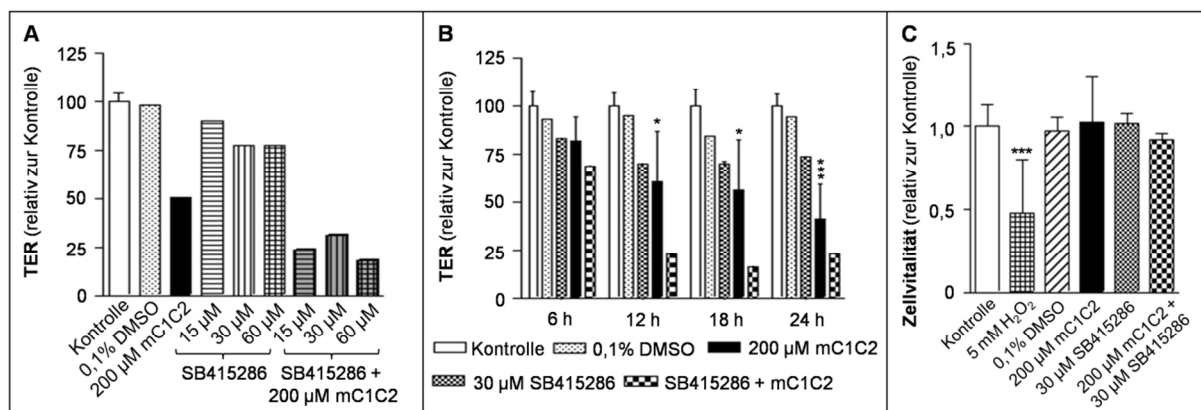 A
TER (relativ zur Kontrolle)
125
100
75
50
25
0
Kontrolle
0,1% DMSO
200 µM mC1C2
15 µM
30 µM
60 µM
15 µM
30 µM
60 µM
SB415286
SB415286 +
200 µM mC1C2
B
TER (relativ zur Kontrolle)
125
100
75
50
25
0
*
*
***
6 h
12 h
18 h
24 h
Kontrolle
0,1% DMSO
200 µM mC1C2
30 µM SB415286
SB415286 + mC1C2
C
Zellvitalität (relativ zur Kontrolle)
1,5
1,0
0,5
0
***
Kontrolle
5 mM H₂O₂
0,1% DMSO
200 µM mC1C2
30 µM SB415286
200 µM mC1C2 +
30 µM SB415286